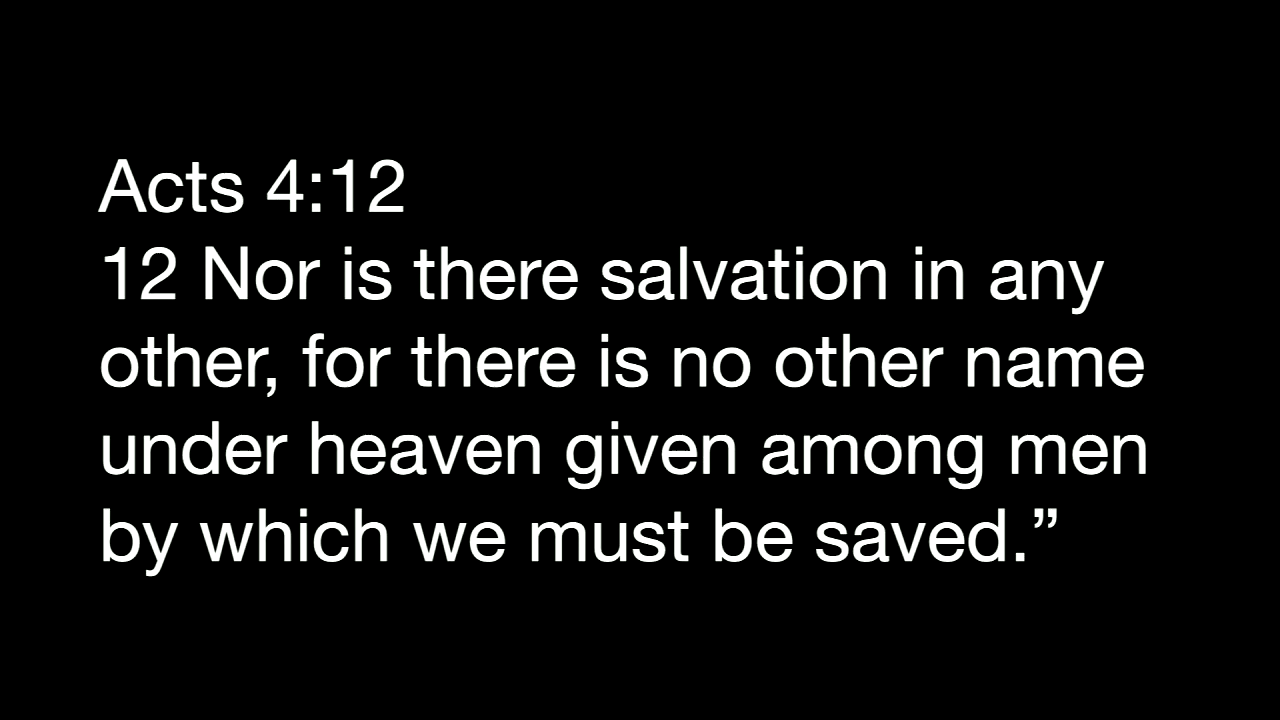 Acts 4:12
12 Nor is there salvation in any
other, for there is no other name
under heaven given among men
by which we must be saved.”